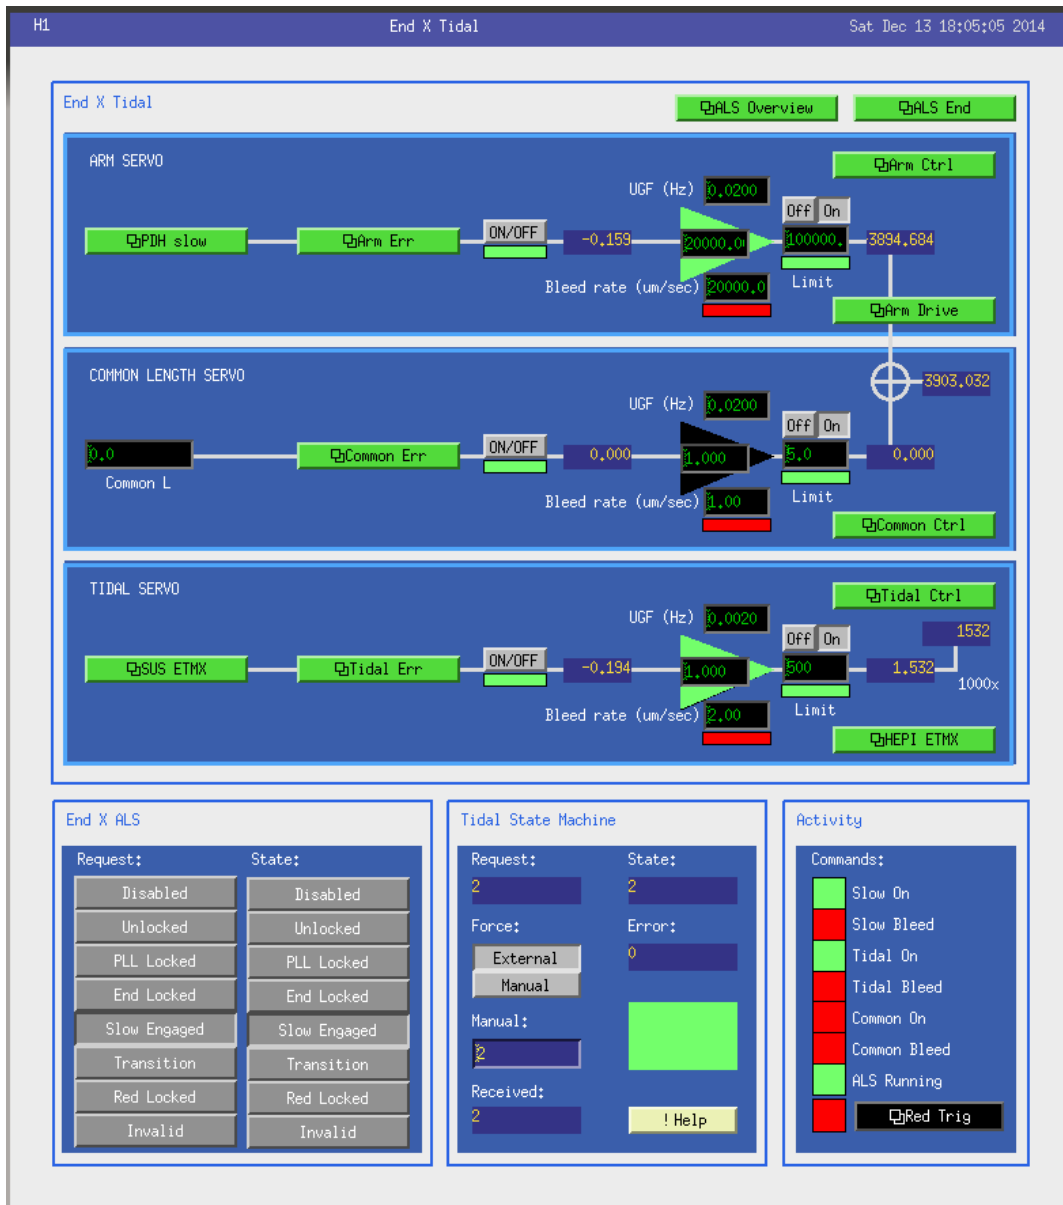 H1 End X Tidal Sat Dec 13 18:05:05 2014
End X Tidal ALS Overview ALS End
ARM SERVO Arm Ctrl
UGF (Hz) 0.0200
Off On
PDH slow Arm Err ON/OFF -0.159 20000.0 100000. 3894.684
Bleed rate (um/sec) 20000.0 Limit
Arm Drive
COMMON LENGTH SERVO 3903.032
UGF (Hz) 0.0200
Off On
0.0 Common Err ON/OFF 0.000 1.000 5.0 0.000
Common L Bleed rate (um/sec) 1.00 Limit
Common Ctrl
TIDAL SERVO Tidal Ctrl
UGF (Hz) 0.0020
Off On 1532
SUS ETMX Tidal Err ON/OFF -0.194 1.000 500 1.532
1000x
Bleed rate (um/sec) 2.00 Limit
HEPI ETMX
End X ALS
Request: State:
Disabled Disabled
Unlocked Unlocked
PLL Locked PLL Locked
End Locked End Locked
Slow Engaged Slow Engaged
Transition Transition
Red Locked Red Locked
Invalid Invalid
Tidal State Machine
Request: State:
2 2
Force: Error:
External 0
Manual
Manual:
2
Received:
2 !Help
Activity
Commands:
Slow On
Slow Bleed
Tidal On
Tidal Bleed
Common On
Common Bleed
ALS Running
Red Trig